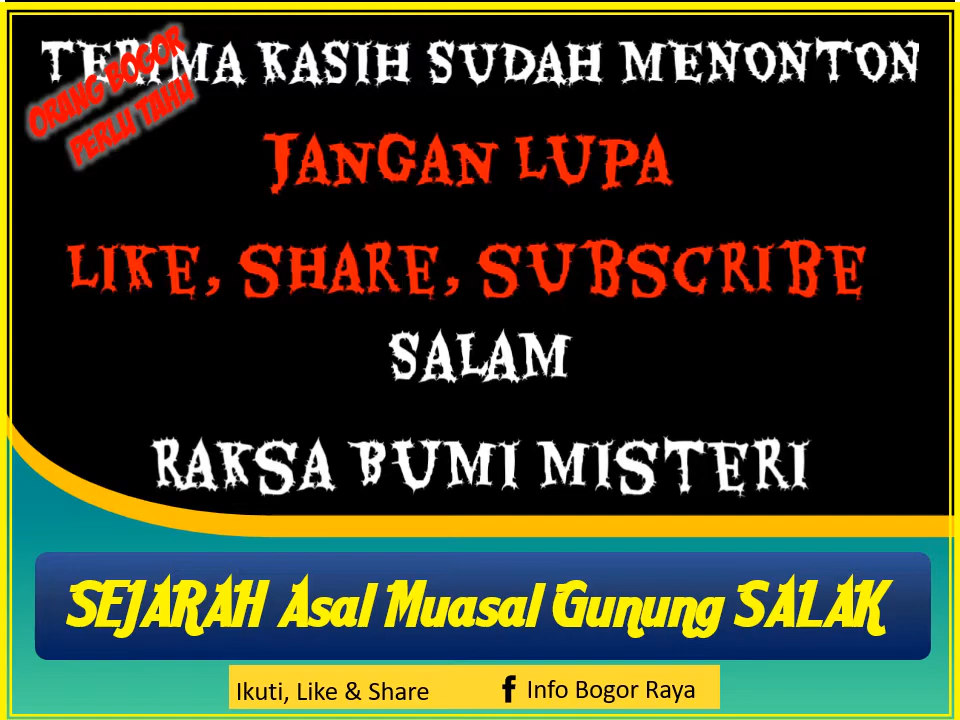 TERIMA KASIH SUDAH MENONTON
ORANG BOGOR
PERLU TAHU
JANGAN LUPA
LIKE, SHARE, SUBSCRIBE
SALAM
RAKSA BUMI MISTERI
SEJARAH Asal Muasal Gunung SALAK
Ikuti, Like & Share
f Info Bogor Raya